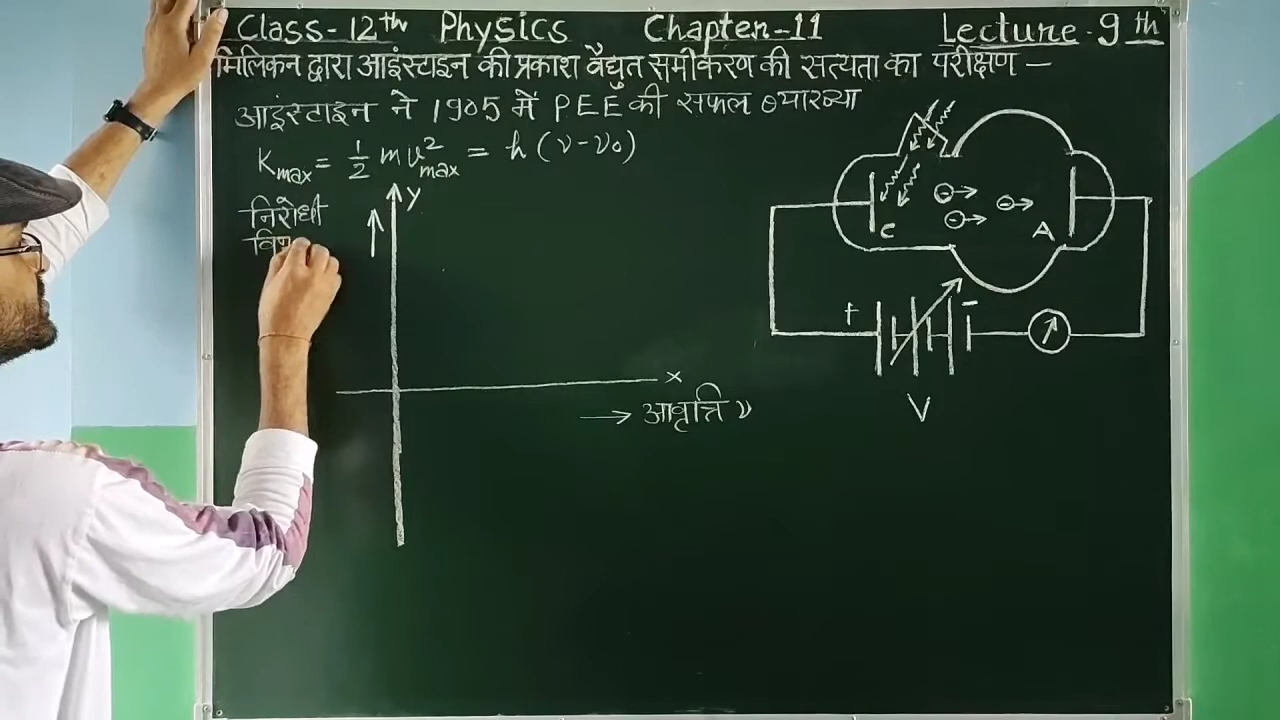 Class-12th Physics Chapter-11 Lecture-9th
मिलिकन द्वारा आइंस्टाइन की प्रकाश वैद्युत समीकरण की सत्यता का परीक्षण –
आइंस्टाइन ने 1905 में PEE की सफल व्याख्या
Kmax = 1/2 mv²max = h (ν - ν₀)
निरोधी
Y
C
A
+
-
X
→ आवृत्ति ν
V